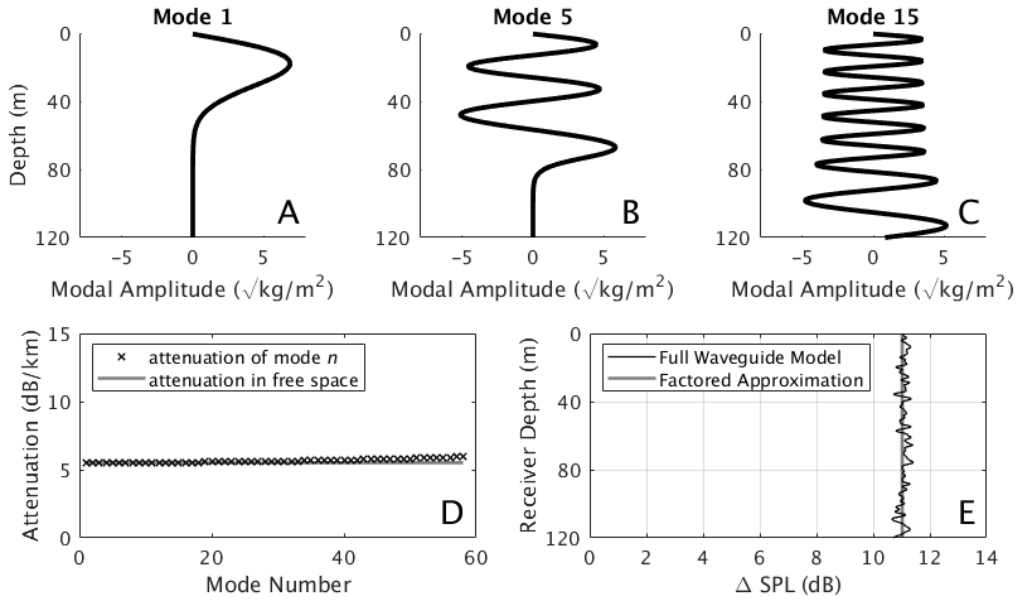 Mode 1
Mode 5
Mode 15
Depth (m)
0
40
80
120
A
-5
0
5
Modal Amplitude (√kg/m²)
0
40
80
120
B
-5
0
5
Modal Amplitude (√kg/m²)
0
40
80
120
C
-5
0
5
Modal Amplitude (√kg/m²)
Attenuation (dB/km)
15
10
5
0
× attenuation of mode n
attenuation in free space
D
0
20
40
60
Mode Number
Receiver Depth (m)
0
40
80
120
Full Waveguide Model
Factored Approximation
E
0
2
4
6
8
10
12
14
Δ SPL (dB)